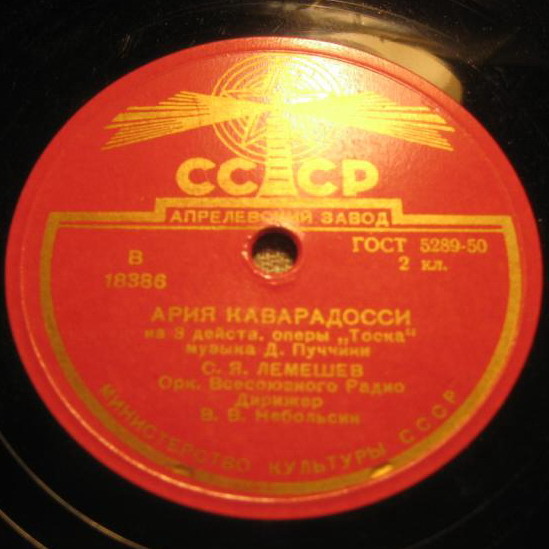 СССР
АПРЕЛЕВСКИЙ ЗАВОД
В
18386
ГОСТ 5289-50
2 кл.
АРИЯ КАВАРАДОССИ
из 3 действ. оперы „Тоска"
музыка Д. Пуччини
С. Я. ЛЕМЕШЕВ
Орк. Всесоюзного Радио
Дирижер
В. В. Небольсин
МИНИСТЕРСТВО КУЛЬТУРЫ СССР